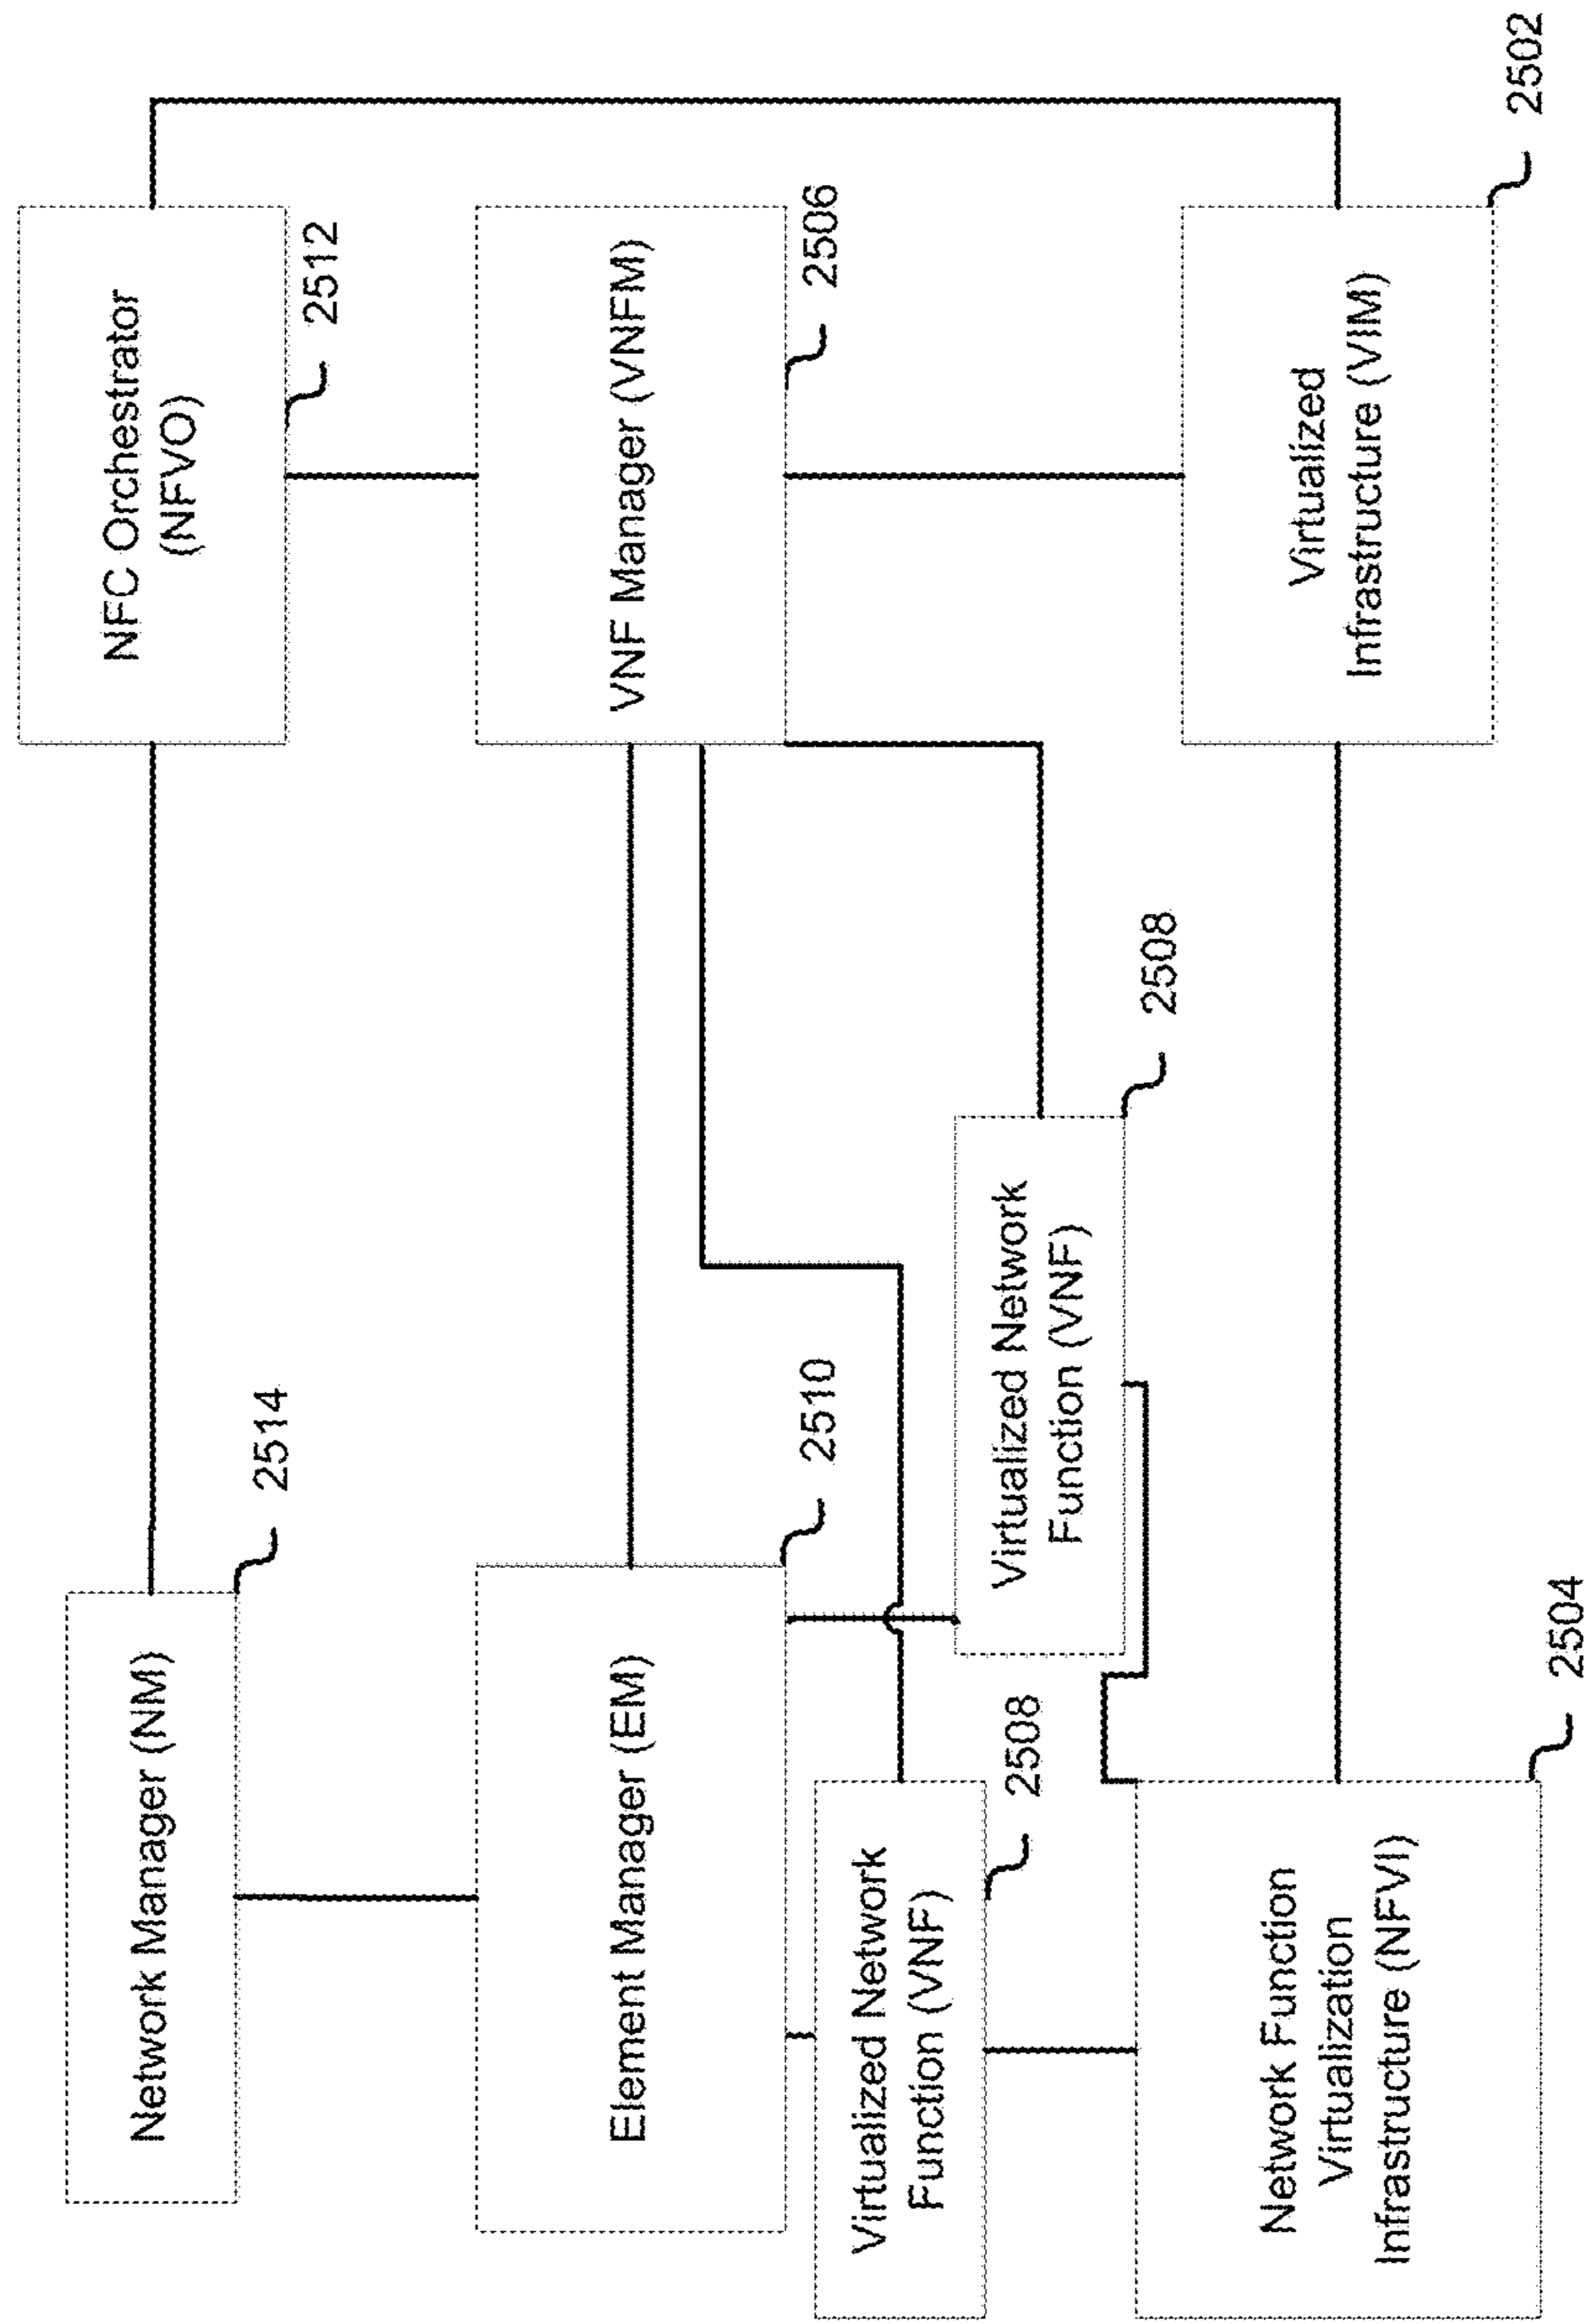 Network Manager (NM)
2514
NFC Orchestrator
(NFVO)
2512
Element Manager (EM)
2510
VNF Manager (VNFM)
2506
Virtualized Network
Function (VNF)
2508
Virtualized Network
Function (VNF)
2508
Network Function
Virtualization
Infrastructure (NFVI)
2504
Virtualized
Infrastructure (VIM)
2502